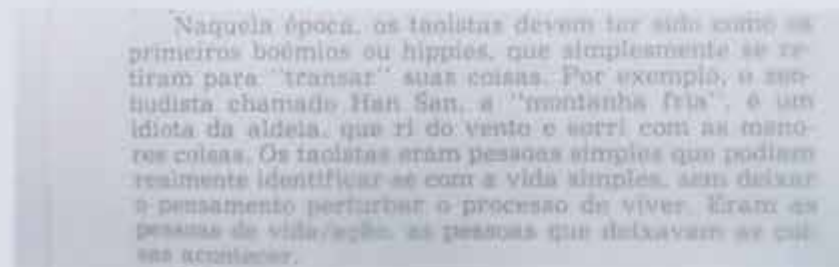 Naquela época, os taoistas devem ter sido como os
primeiros boêmios ou hippies, que simplesmente se re-
tiram para "transar" suas coisas. Por exemplo, o zen-
budista chamado Han San, a "montanha fria", é um
idiota da aldeia, que ri do vento e sorri com as meno-
res coisas. Os taoistas eram pessoas simples que podiam
realmente identificar-se com a vida simples, sem deixar
o pensamento perturbar o processo de viver. Eram as
pessoas de vida/ação, as pessoas que deixavam as coi-
sas acontecer.